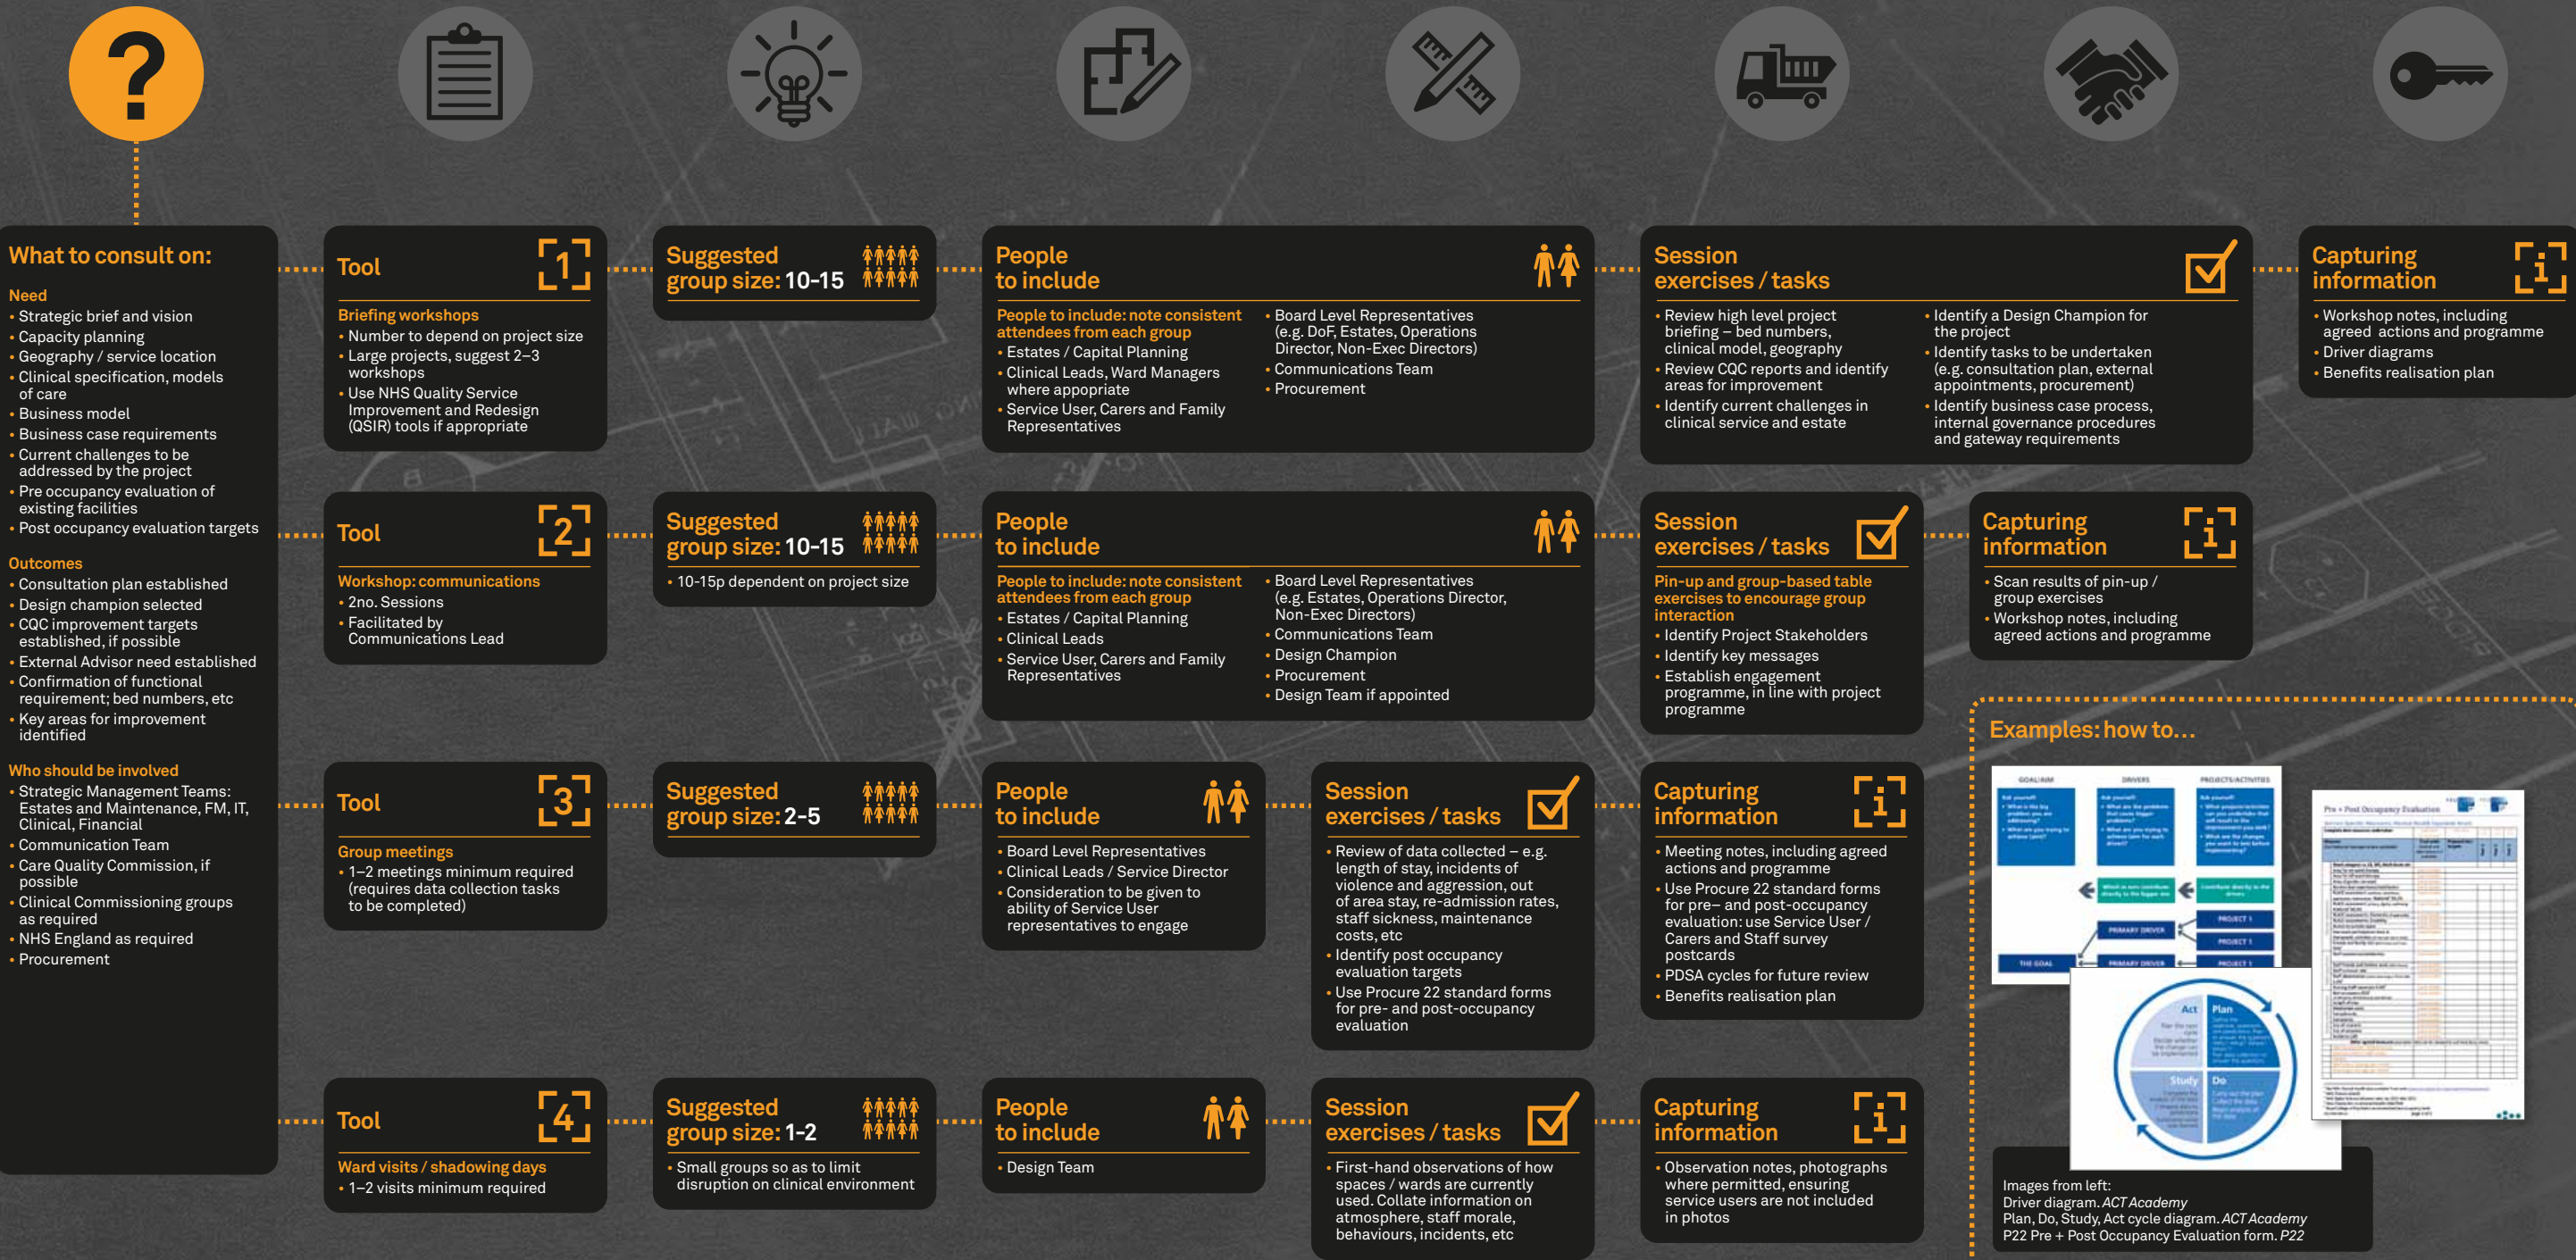 ?
What to consult on:
Need
• Strategic brief and vision
• Capacity planning
• Geography / service location
• Clinical specification, models
of care
• Business model
• Business case requirements
• Current challenges to be
addressed by the project
• Pre occupancy evaluation of
existing facilities
• Post occupancy evaluation targets
Outcomes
• Consultation plan established
• Design champion selected
• CQC improvement targets
established, if possible
• External Advisor need established
• Confirmation of functional
requirement; bed numbers, etc
• Key areas for improvement
identified
Who should be involved
• Strategic Management Teams:
Estates and Maintenance, FM, IT,
Clinical, Financial
• Communication Team
• Care Quality Commission, if
possible
• Clinical Commissioning groups
as required
• NHS England as required
• Procurement
Tool
1
Briefing workshops
• Number to depend on project size
• Large projects, suggest 2–3
workshops
• Use NHS Quality Service
Improvement and Redesign
(QSIR) tools if appropriate
Suggested
group size: 10-15
People
to include
People to include: note consistent
attendees from each group
• Estates / Capital Planning
• Clinical Leads, Ward Managers
where appopriate
• Service User, Carers and Family
Representatives
• Board Level Representatives
(e.g. DoF, Estates, Operations
Director, Non-Exec Directors)
• Communications Team
• Procurement
Session
exercises / tasks
• Review high level project
briefing – bed numbers,
clinical model, geography
• Review CQC reports and identify
areas for improvement
• Identify current challenges in
clinical service and estate
• Identify a Design Champion for
the project
• Identify tasks to be undertaken
(e.g. consultation plan, external
appointments, procurement)
• Identify business case process,
internal governance procedures
and gateway requirements
Capturing
information
i
• Workshop notes, including
agreed actions and programme
• Driver diagrams
• Benefits realisation plan
Tool
2
Workshop: communications
• 2no. Sessions
• Facilitated by
Communications Lead
Suggested
group size: 10-15
• 10-15p dependent on project size
People
to include
People to include: note consistent
attendees from each group
• Estates / Capital Planning
• Clinical Leads
• Service User, Carers and Family
Representatives
• Board Level Representatives
(e.g. Estates, Operations Director,
Non-Exec Directors)
• Communications Team
• Design Champion
• Procurement
• Design Team if appointed
Session
exercises / tasks
Pin-up and group-based table
exercises to encourage group
interaction
• Identify Project Stakeholders
• Identify key messages
• Establish engagement
programme, in line with project
programme
Capturing
information
i
• Scan results of pin-up /
group exercises
• Workshop notes, including
agreed actions and programme
Tool
3
Group meetings
• 1–2 meetings minimum required
(requires data collection tasks
to be completed)
Suggested
group size: 2-5
People
to include
• Board Level Representatives
• Clinical Leads / Service Director
• Consideration to be given to
ability of Service User
representatives to engage
Session
exercises / tasks
• Review of data collected – e.g.
length of stay, incidents of
violence and aggression, out
of area stay, re-admission rates,
staff sickness, maintenance
costs, etc
• Identify post occupancy
evaluation targets
• Use Procure 22 standard forms
for pre- and post-occupancy
evaluation
Capturing
information
i
• Meeting notes, including agreed
actions and programme
• Use Procure 22 standard forms
for pre– and post-occupancy
evaluation: use Service User /
Carers and Staff survey
postcards
• PDSA cycles for future review
• Benefits realisation plan
Tool
4
Ward visits / shadowing days
• 1–2 visits minimum required
Suggested
group size: 1-2
• Small groups so as to limit
disruption on clinical environment
People
to include
• Design Team
Session
exercises / tasks
• First-hand observations of how
spaces / wards are currently
used. Collate information on
atmosphere, staff morale,
behaviours, incidents, etc
Capturing
information
i
• Observation notes, photographs
where permitted, ensuring
service users are not included
in photos
Examples: how to...
GOAL/AIM
DRIVERS
PROJECTS/ACTIVITIES
PRIMARY DRIVER
PROJECT 1
PROJECT 1
THE GOAL
PRIMARY DRIVER
PROJECT 1
Act
Plan
Study
Do
Pre + Post Occupancy Evaluation
Images from left:
Driver diagram. ACT Academy
Plan, Do, Study, Act cycle diagram. ACT Academy
P22 Pre + Post Occupancy Evaluation form. P22